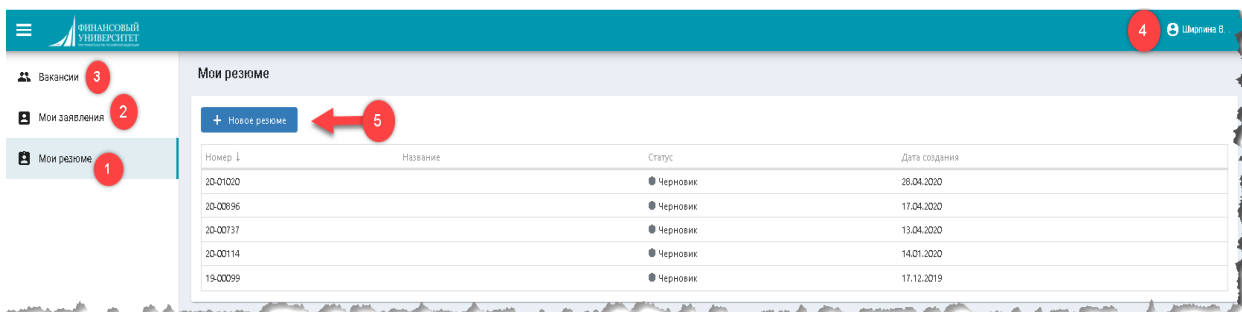 ФИНАНСОВЫЙ
УНИВЕРСИТЕТ
4
Ширлина В. .
Вакансии 3
Мои заявления 2
Мои резюме 1
Мои резюме
+ Новое резюме 5
Номер ↓ Название Статус Дата создания
20-01020 Черновик 28.04.2020
20-00896 Черновик 17.04.2020
20-00737 Черновик 13.04.2020
20-00114 Черновик 14.01.2020
19-00099 Черновик 17.12.2019